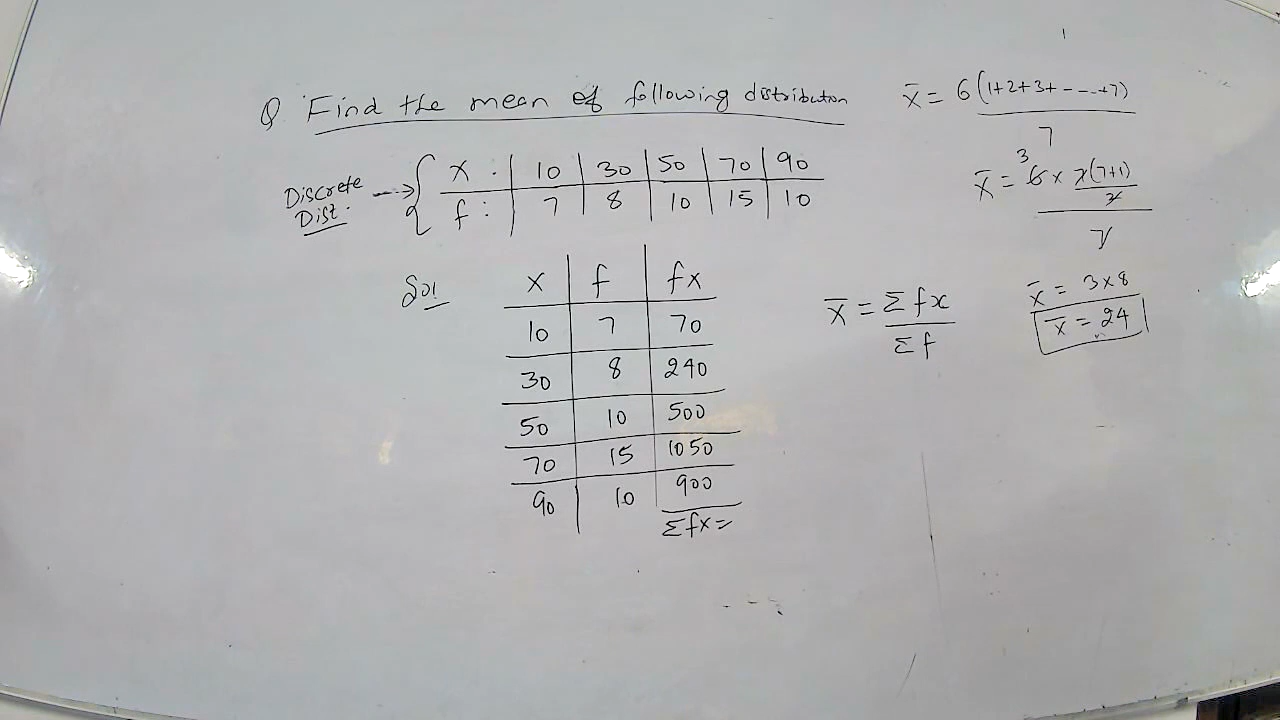 Q. Find the mean of following distribution
Discrete Dist. → { X : | 10 | 30 | 50 | 70 | 90
f : | 7 | 8 | 10 | 15 | 10
Sol
X | f | fx
10 | 7 | 70
30 | 8 | 240
50 | 10 | 500
70 | 15 | 1050
90 | 10 | 900
Σfx =
x̄ = Σfx / Σf
x̄ = 6(1+2+3+-----+7) / 7
x̄ = 3 6 × 7(7+1)/2 / 7
x̄ = 3×8
x̄ = 24